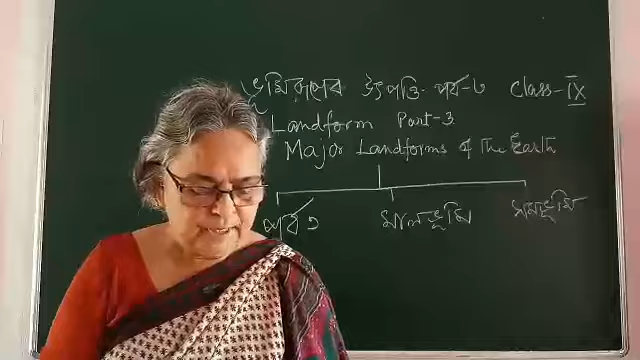 ভূমিরূপের উৎপত্তি পর্ব-৩ Class-IX
Landform Part-3
Major Landforms of The Earth
পর্বত মালভূমি সমভূমি